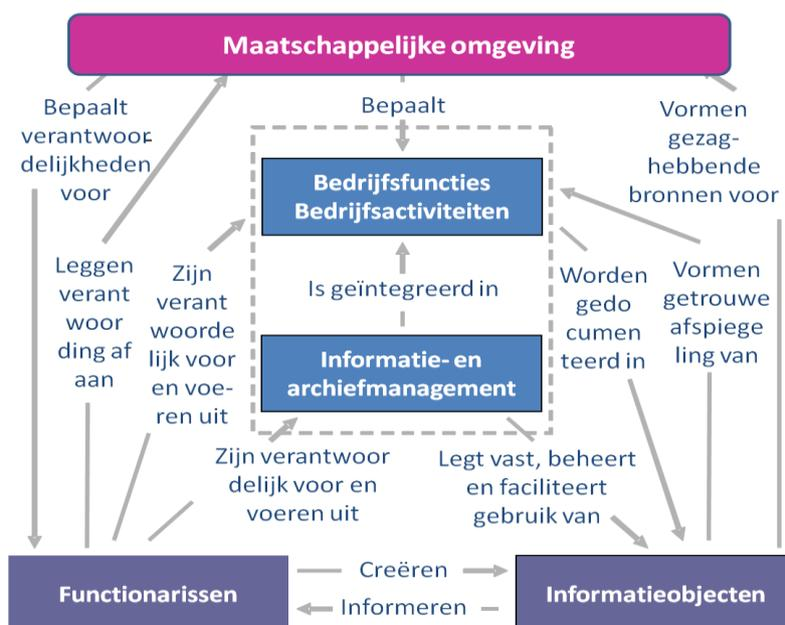 Maatschappelijke omgeving
Bepaalt
verantwoor-
delijkheden
voor
Bepaalt
Vormen
gezag-
hebbende
bronnen voor
Bedrijfsfuncties
Bedrijfsactiviteiten
Leggen
verant
woor
ding af
aan
Zijn
verant
woorde
lijk voor
en voe-
ren uit
Is geïntegreerd in
Worden
gedo
cumen
teerd in
Vormen
getrouwe
afspiege
ling van
Informatie- en
archiefmanagement
Zijn verantwoor
delijk voor en
voeren uit
Legt vast, beheert
en faciliteert
gebruik van
Functionarissen
Creëren
Informeren
Informatieobjecten